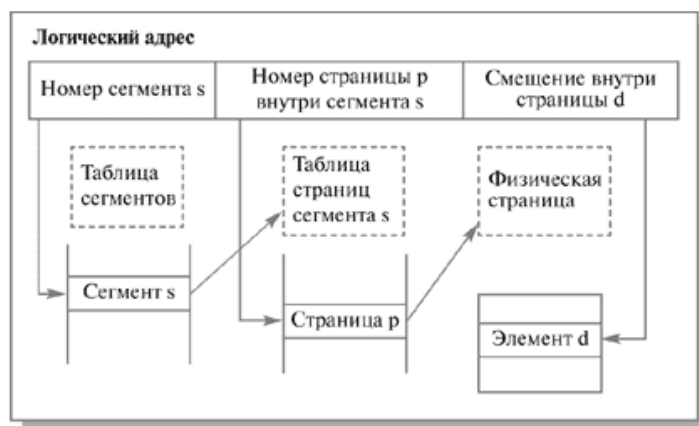 Логический адрес
Номер сегмента s
Номер страницы p
внутри сегмента s
Смещение внутри
страницы d
Таблица
сегментов
Таблица
страниц
сегмента s
Физическая
страница
Сегмент s
Страница p
Элемент d